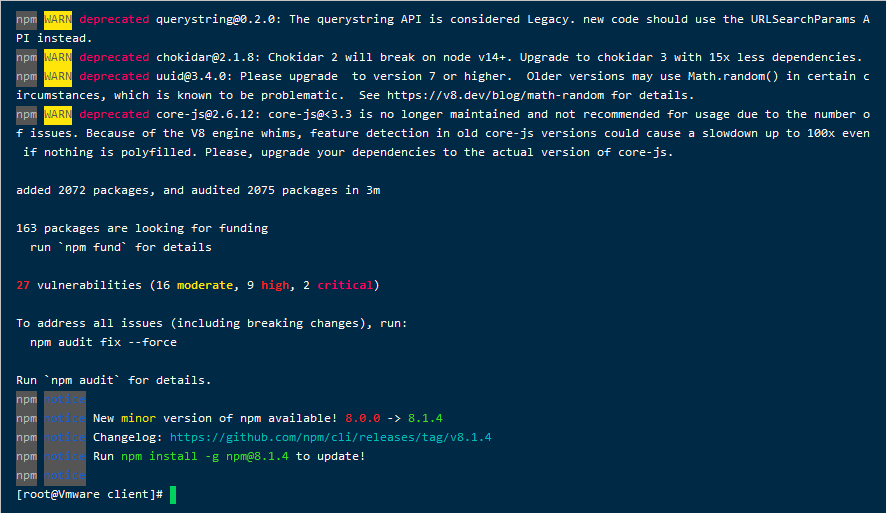 npm WARN deprecated querystring@0.2.0: The querystring API is considered Legacy. new code should use the URLSearchParams A
PI instead.
npm WARN deprecated chokidar@2.1.8: Chokidar 2 will break on node v14+. Upgrade to chokidar 3 with 15x less dependencies.
npm WARN deprecated uuid@3.4.0: Please upgrade  to version 7 or higher.  Older versions may use Math.random() in certain c
ircumstances, which is known to be problematic.  See https://v8.dev/blog/math-random for details.
npm WARN deprecated core-js@2.6.12: core-js@<3.3 is no longer maintained and not recommended for usage due to the number o
f issues. Because of the V8 engine whims, feature detection in old core-js versions could cause a slowdown up to 100x even
 if nothing is polyfilled. Please, upgrade your dependencies to the actual version of core-js.
added 2072 packages, and audited 2075 packages in 3m
163 packages are looking for funding
  run `npm fund` for details
27 vulnerabilities (16 moderate, 9 high, 2 critical)
To address all issues (including breaking changes), run:
  npm audit fix --force
Run `npm audit` for details.
npm notice
npm notice New minor version of npm available! 8.0.0 -> 8.1.4
npm notice Changelog: https://github.com/npm/cli/releases/tag/v8.1.4
npm notice Run npm install -g npm@8.1.4 to update!
npm notice
[root@Vmware client]#